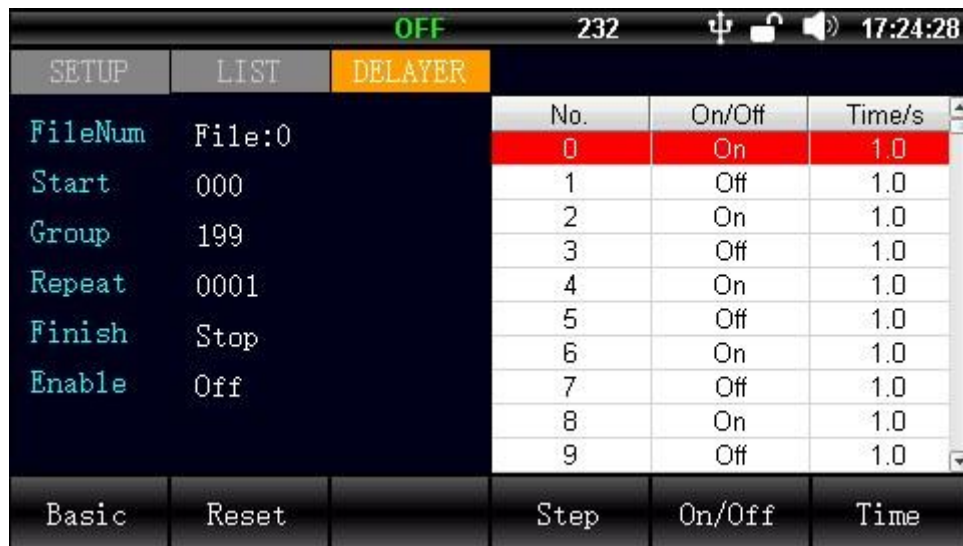 OFF 232 17:24:28
SETUP LIST DELAYER
FileNum File:0
Start 000
Group 199
Repeat 0001
Finish Stop
Enable Off
No. On/Off Time/s
0 On 1.0
1 Off 1.0
2 On 1.0
3 Off 1.0
4 On 1.0
5 Off 1.0
6 On 1.0
7 Off 1.0
8 On 1.0
9 Off 1.0
Basic Reset Step On/Off Time